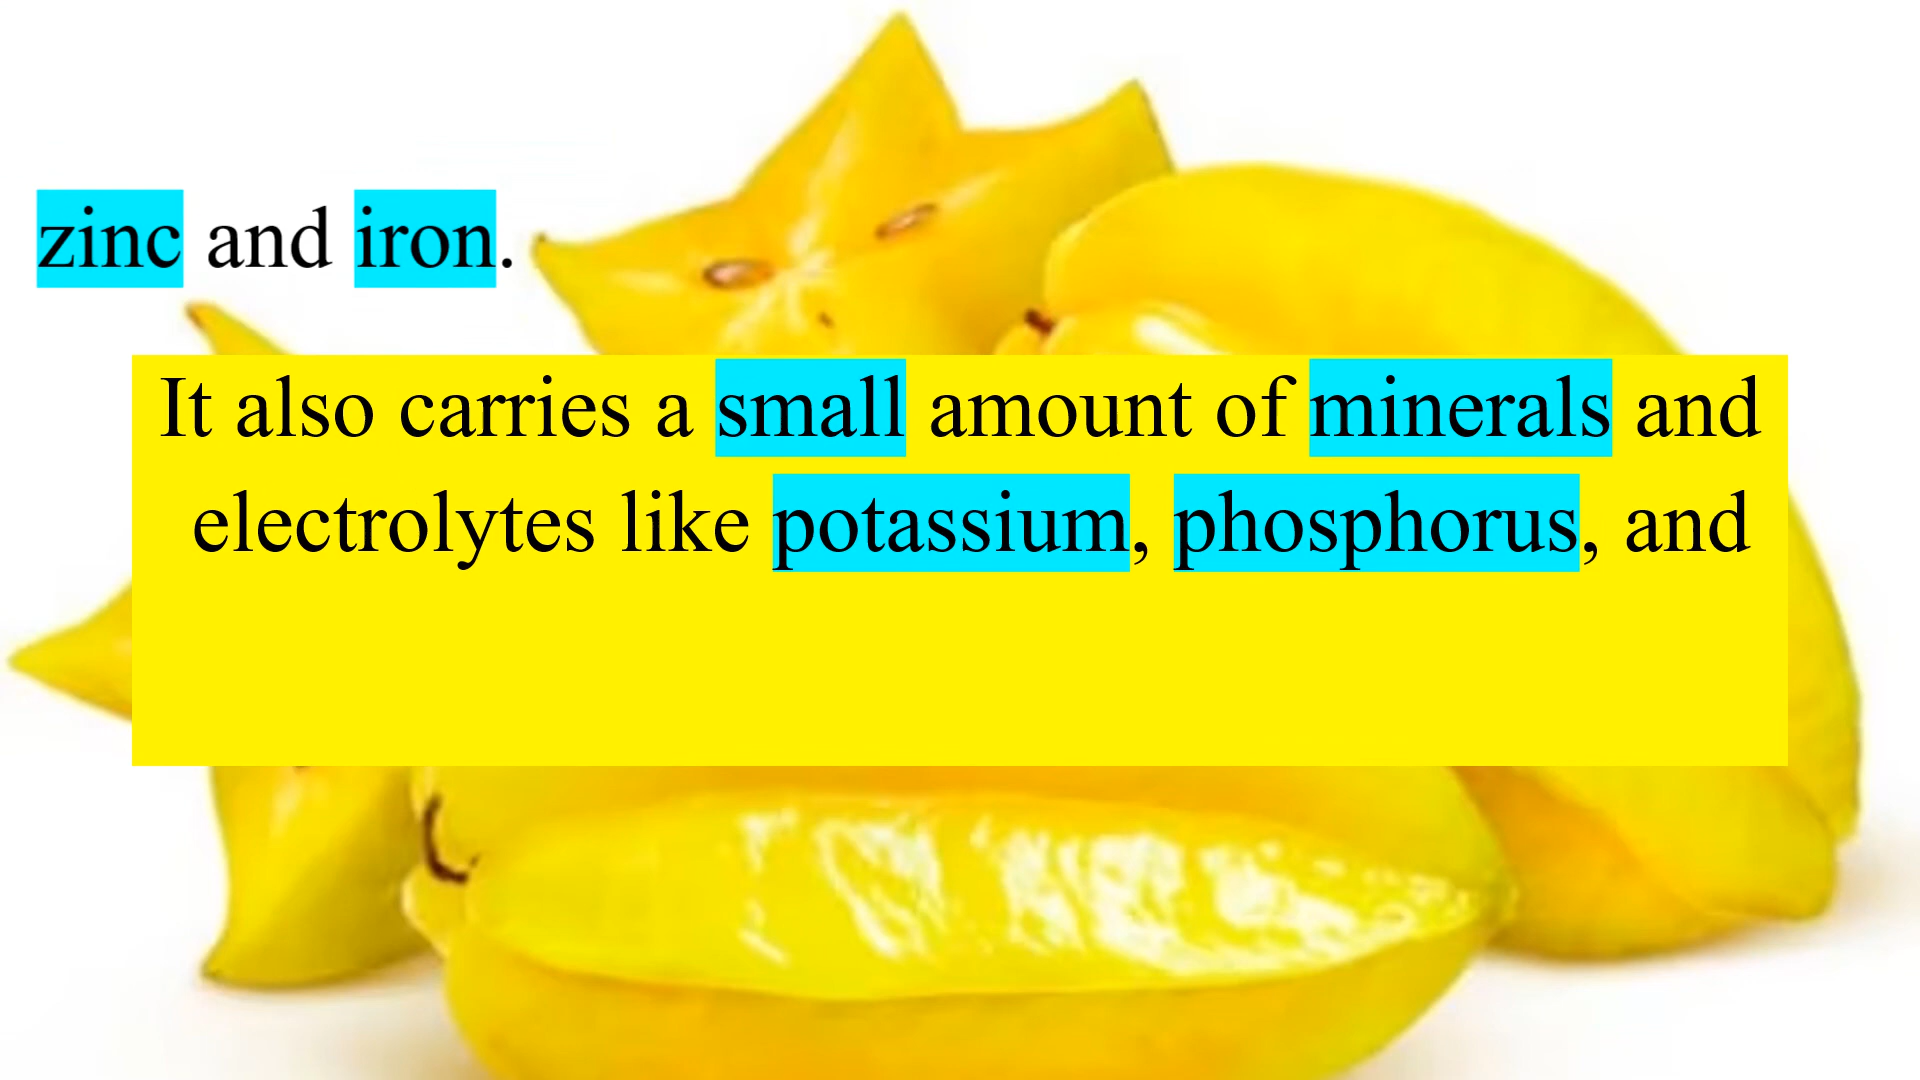 zinc and iron.
It also carries a small amount of minerals and
electrolytes like potassium, phosphorus, and